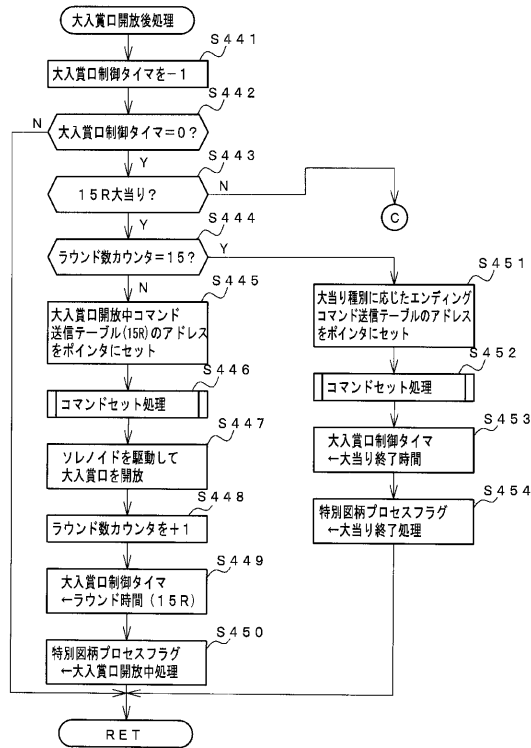 大入賞口開放後処理
S441
大入賞口制御タイマを−1
S442
大入賞口制御タイマ=0?
N
Y
S443
15R大当り?
N
Y
C
S444
ラウンド数カウンタ=15?
Y
N
S445
大入賞口開放中コマンド
送信テーブル(15R)のアドレス
をポインタにセット
S446
コマンドセット処理
S447
ソレノイドを駆動して
大入賞口を開放
S448
ラウンド数カウンタを+1
S449
大入賞口制御タイマ
←ラウンド時間(15R)
S450
特別図柄プロセスフラグ
←大入賞口開放中処理
S451
大当り種別に応じたエンディング
コマンド送信テーブルのアドレス
をポインタにセット
S452
コマンドセット処理
S453
大入賞口制御タイマ
←大当り終了時間
S454
特別図柄プロセスフラグ
←大当り終了処理
RET